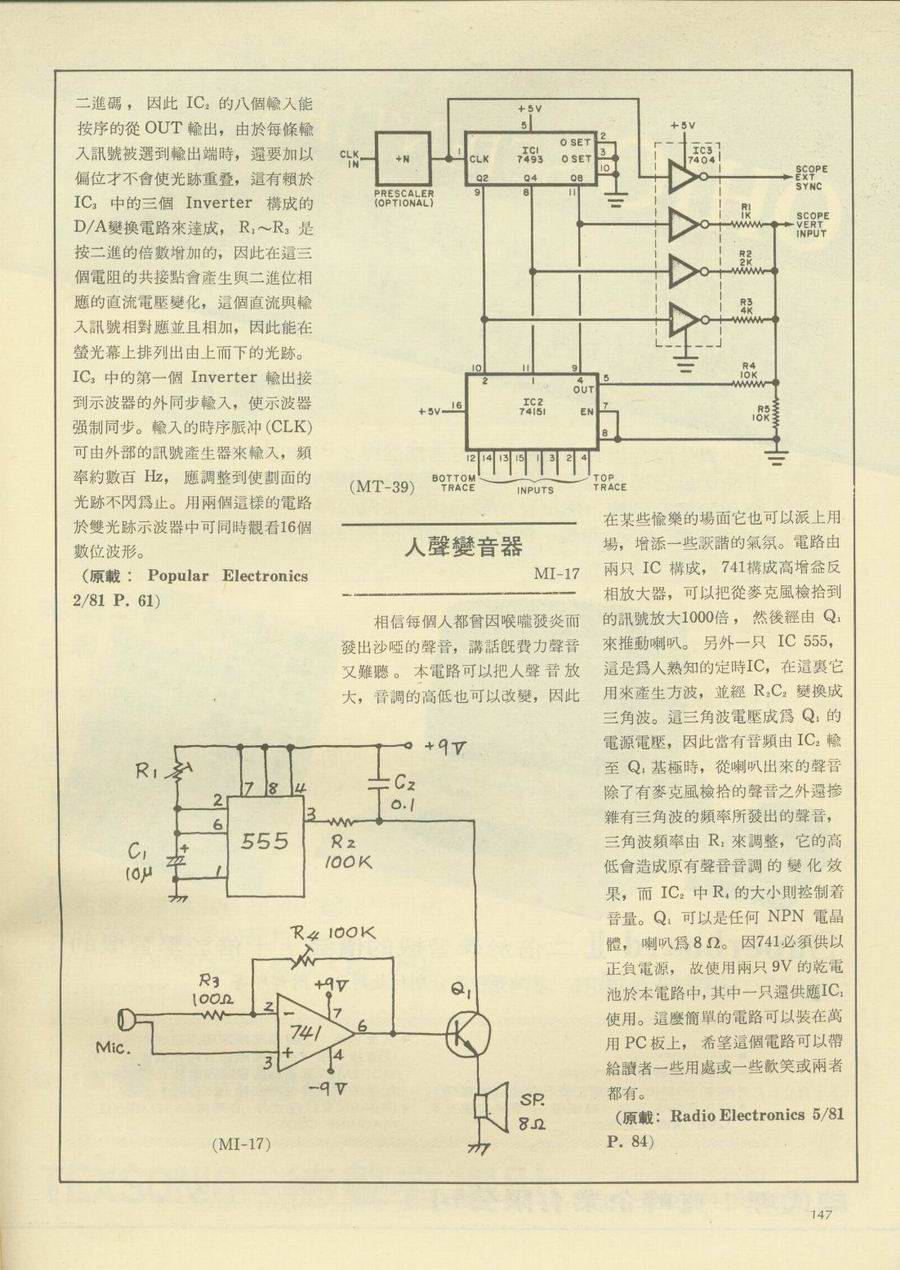 二進碼，因此 IC₂ 的八個輸入能
按序的從 OUT 輸出，由於每條輸
入訊號被選到輸出端時，還要加以
偏位才不會使光跡重叠，這有賴於
IC₃ 中的三個 Inverter 構成的
D/A變換電路來達成，R₁～R₃ 是
按二進的倍數增加的，因此在這三
個電阻的共接點會產生與二進位相
應的直流電壓變化，這個直流與輸
入訊號相對應並且相加，因此能在
螢光幕上排列出由上而下的光跡。
IC₃ 中的第一個 Inverter 輸出接
到示波器的外同步輸入，使示波器
强制同步。輸入的時序脈冲(CLK)
可由外部的訊號產生器來輸入，頻
率約數百 Hz，應調整到使劃面的
光跡不閃爲止。用兩個這樣的電路
於雙光跡示波器中可同時觀看16個
數位波形。
(原載：Popular Electronics
2/81 P. 61)
+5V
5
CLK
IN
÷N
PRESCALER
(OPTIONAL)
1
CLK
IC1
7493
0 SET
0 SET
2
3
10
Q2
Q4
Q8
9
8
11
+5V
IC3
7404
SCOPE
EXT
SYNC
R1
1K
SCOPE
VERT
INPUT
R2
2K
R3
4K
R4
10K
R5
10K
10
11
9
2
1
4
OUT
5
+5V
16
IC2
74151
EN
7
8
12
14
13
15
1
3
2
4
BOTTOM
TRACE
INPUTS
TOP
TRACE
(MT-39)
人聲變音器
MI-17
相信每個人都曾因喉嚨發炎而
發出沙啞的聲音，講話旣費力聲音
又難聽。本電路可以把人聲音放
大，音調的高低也可以改變，因此
在某些愉樂的場面它也可以派上用
場，增添一些詼諧的氣氛。電路由
兩只 IC 構成，741構成高增益反
相放大器，可以把從麥克風檢拾到
的訊號放大1000倍，然後經由 Q₁
來推動喇叭。另外一只 IC 555，
這是爲人熟知的定時IC，在這裏它
用來產生方波，並經 R₂C₂ 變換成
三角波。這三角波電壓成爲 Q₁ 的
電源電壓，因此當有音頻由 IC₂ 輸
至 Q₁ 基極時，從喇叭出來的聲音
除了有麥克風檢拾的聲音之外還摻
雜有三角波的頻率所發出的聲音，
三角波頻率由 R₁ 來調整，它的高
低會造成原有聲音音調的變化效
果，而 IC₂ 中 R₄ 的大小則控制着
音量。Q₁ 可以是任何 NPN 電晶
體，喇叭爲 8 Ω。因741必須供以
正負電源，故使用兩只 9V 的乾電
池於本電路中，其中一只還供應IC₁
使用。這麽簡單的電路可以裝在萬
用 PC 板上，希望這個電路可以帶
給讀者一些用處或一些歡笑或兩者
都有。
(原載：Radio Electronics 5/81
P. 84)
+9V
R₁
7
8
4
2
6
555
3
1
C₁
10μ
R₂
100K
C₂
0.1
R₄ 100K
R₃
100Ω
+9V
2
−
7
741
6
+
3
4
-9V
Mic.
Q₁
SP.
8Ω
(MI-17)
147